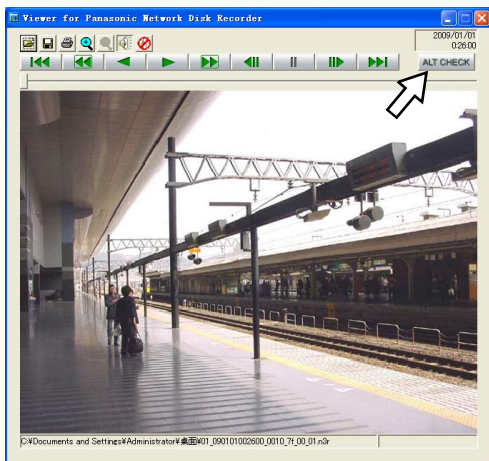 Viewer for Panasonic Network Disk Recorder
2009/01/01
0:26:00
ALT CHECK
C:¥Documents and Settings¥Administrator¥桌面¥01_090101002600_0010_7f_00_01.n3r